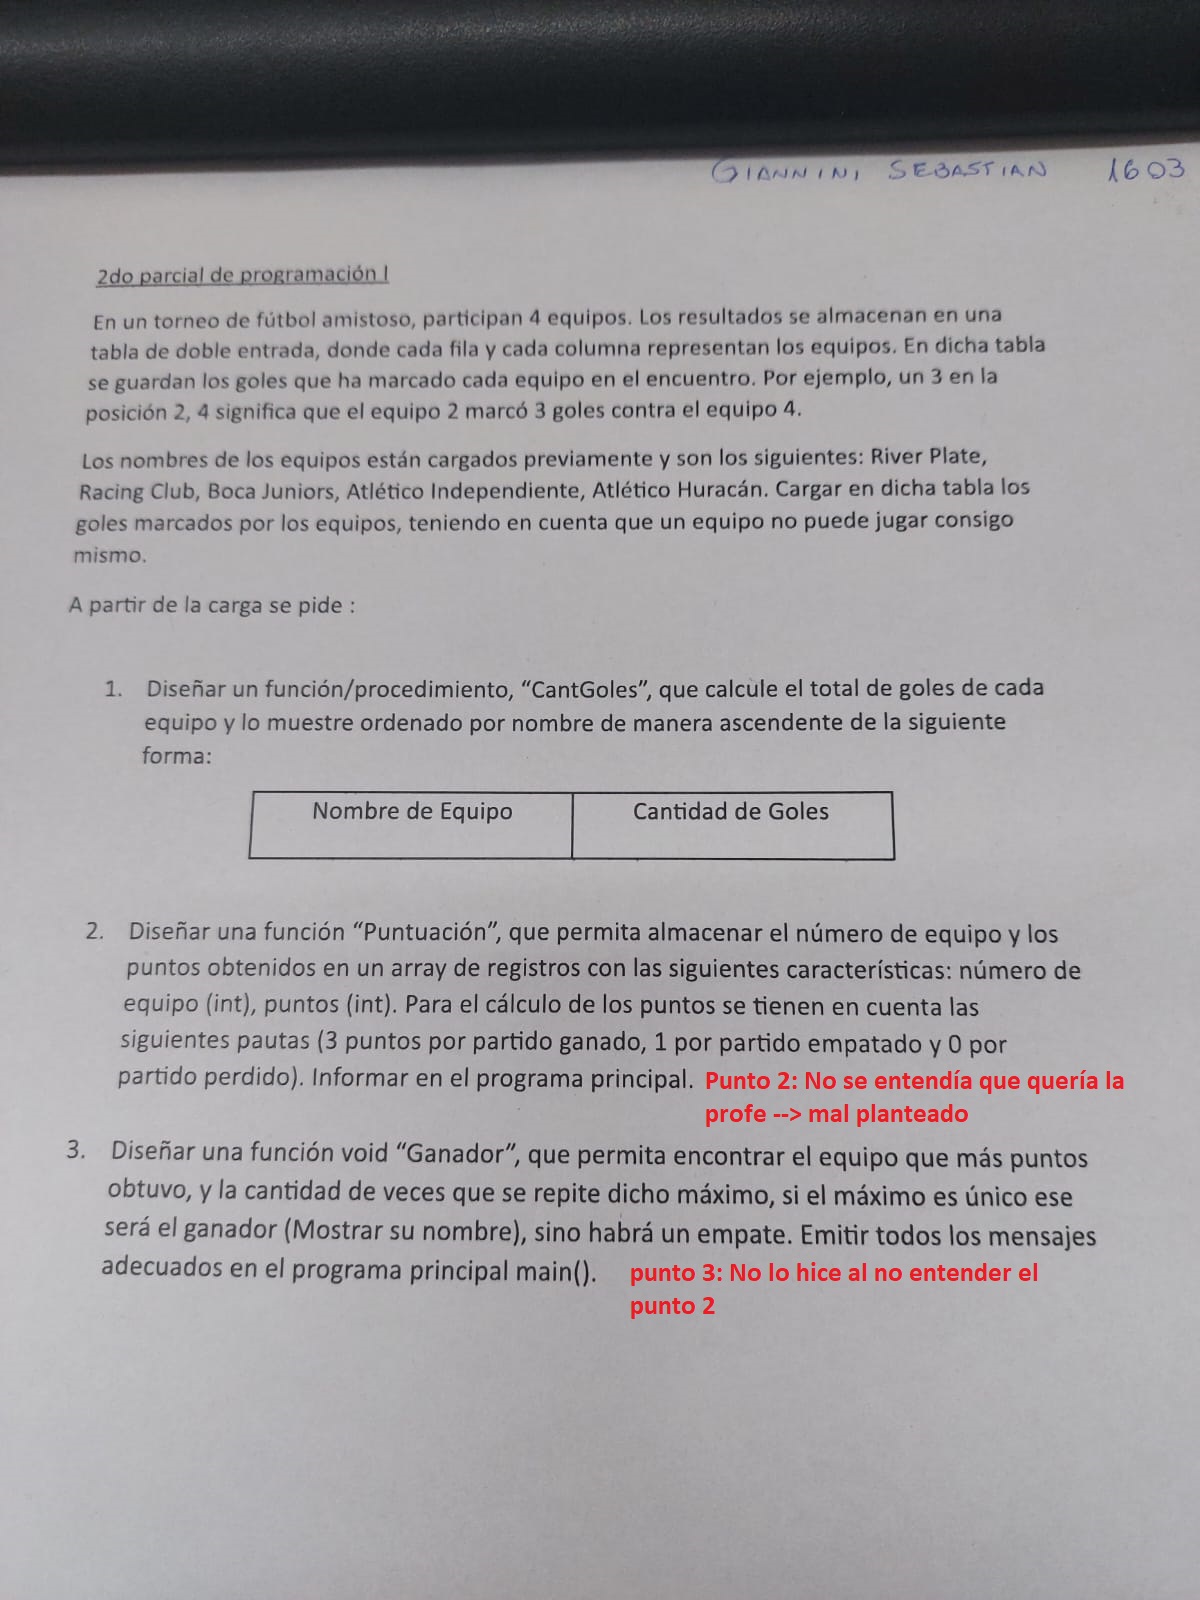 GIANNINI SEBASTIAN 1603
2do parcial de programación I
En un torneo de fútbol amistoso, participan 4 equipos. Los resultados se almacenan en una
tabla de doble entrada, donde cada fila y cada columna representan los equipos. En dicha tabla
se guardan los goles que ha marcado cada equipo en el encuentro. Por ejemplo, un 3 en la
posición 2, 4 significa que el equipo 2 marcó 3 goles contra el equipo 4.
Los nombres de los equipos están cargados previamente y son los siguientes: River Plate,
Racing Club, Boca Juniors, Atlético Independiente, Atlético Huracán. Cargar en dicha tabla los
goles marcados por los equipos, teniendo en cuenta que un equipo no puede jugar consigo
mismo.
A partir de la carga se pide :
1. Diseñar un función/procedimiento, “CantGoles”, que calcule el total de goles de cada
equipo y lo muestre ordenado por nombre de manera ascendente de la siguiente
forma:
Nombre de Equipo Cantidad de Goles
2. Diseñar una función “Puntuación”, que permita almacenar el número de equipo y los
puntos obtenidos en un array de registros con las siguientes características: número de
equipo (int), puntos (int). Para el cálculo de los puntos se tienen en cuenta las
siguientes pautas (3 puntos por partido ganado, 1 por partido empatado y 0 por
partido perdido). Informar en el programa principal. Punto 2: No se entendía que quería la
profe --> mal planteado
3. Diseñar una función void “Ganador”, que permita encontrar el equipo que más puntos
obtuvo, y la cantidad de veces que se repite dicho máximo, si el máximo es único ese
será el ganador (Mostrar su nombre), sino habrá un empate. Emitir todos los mensajes
adecuados en el programa principal main(). punto 3: No lo hice al no entender el
punto 2